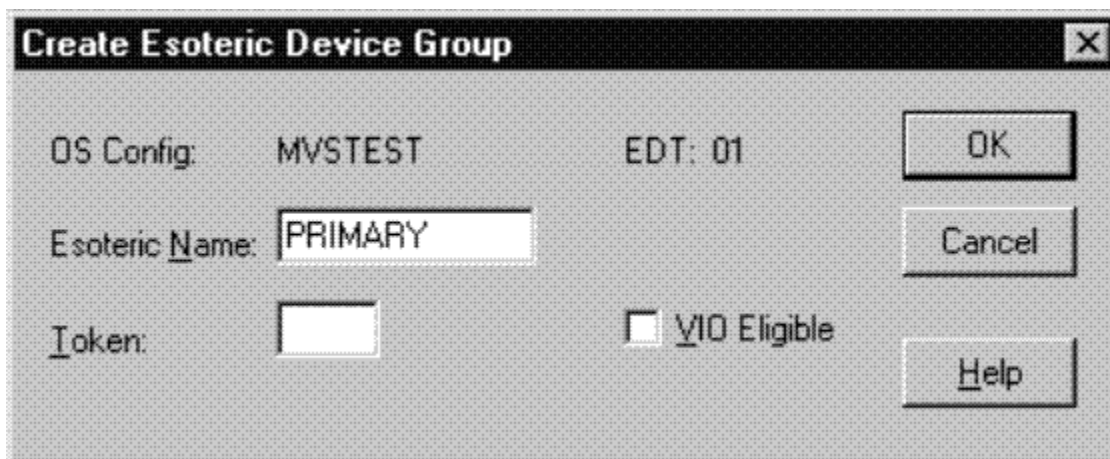 Create Esoteric Device Group
OS Config: MVSTEST EDT: 01 OK
Esoteric Name: PRIMARY Cancel
Token: VIO Eligible
Help